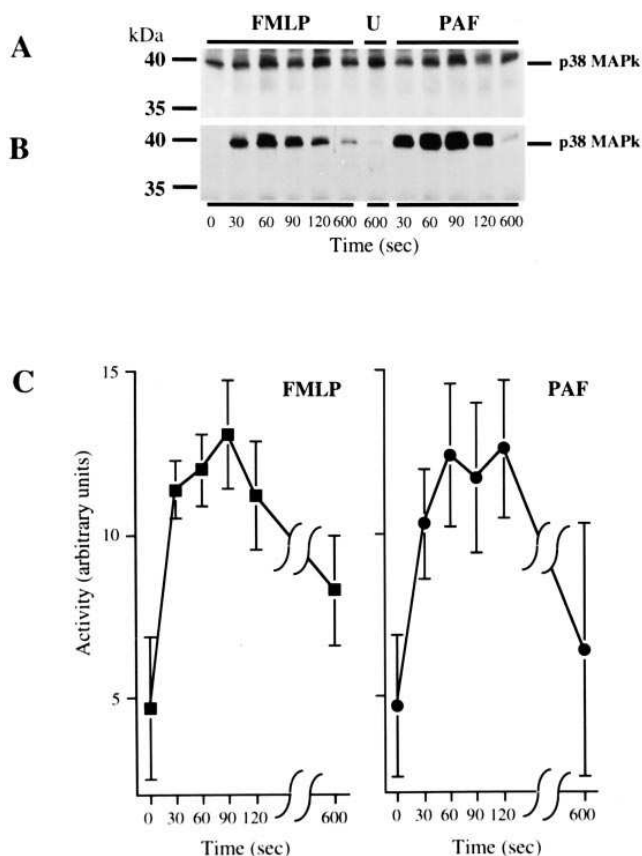 FMLP U PAF
kDa
A
40
p38 MAPk
35
B
40
p38 MAPk
35
0 30 60 90 120 600 600 30 60 90 120 600
Time (sec)
C
15
10
5
Activity (arbitrary units)
FMLP
PAF
0 30 60 90 120 600
0 30 60 90 120 600
Time (sec)
Time (sec)